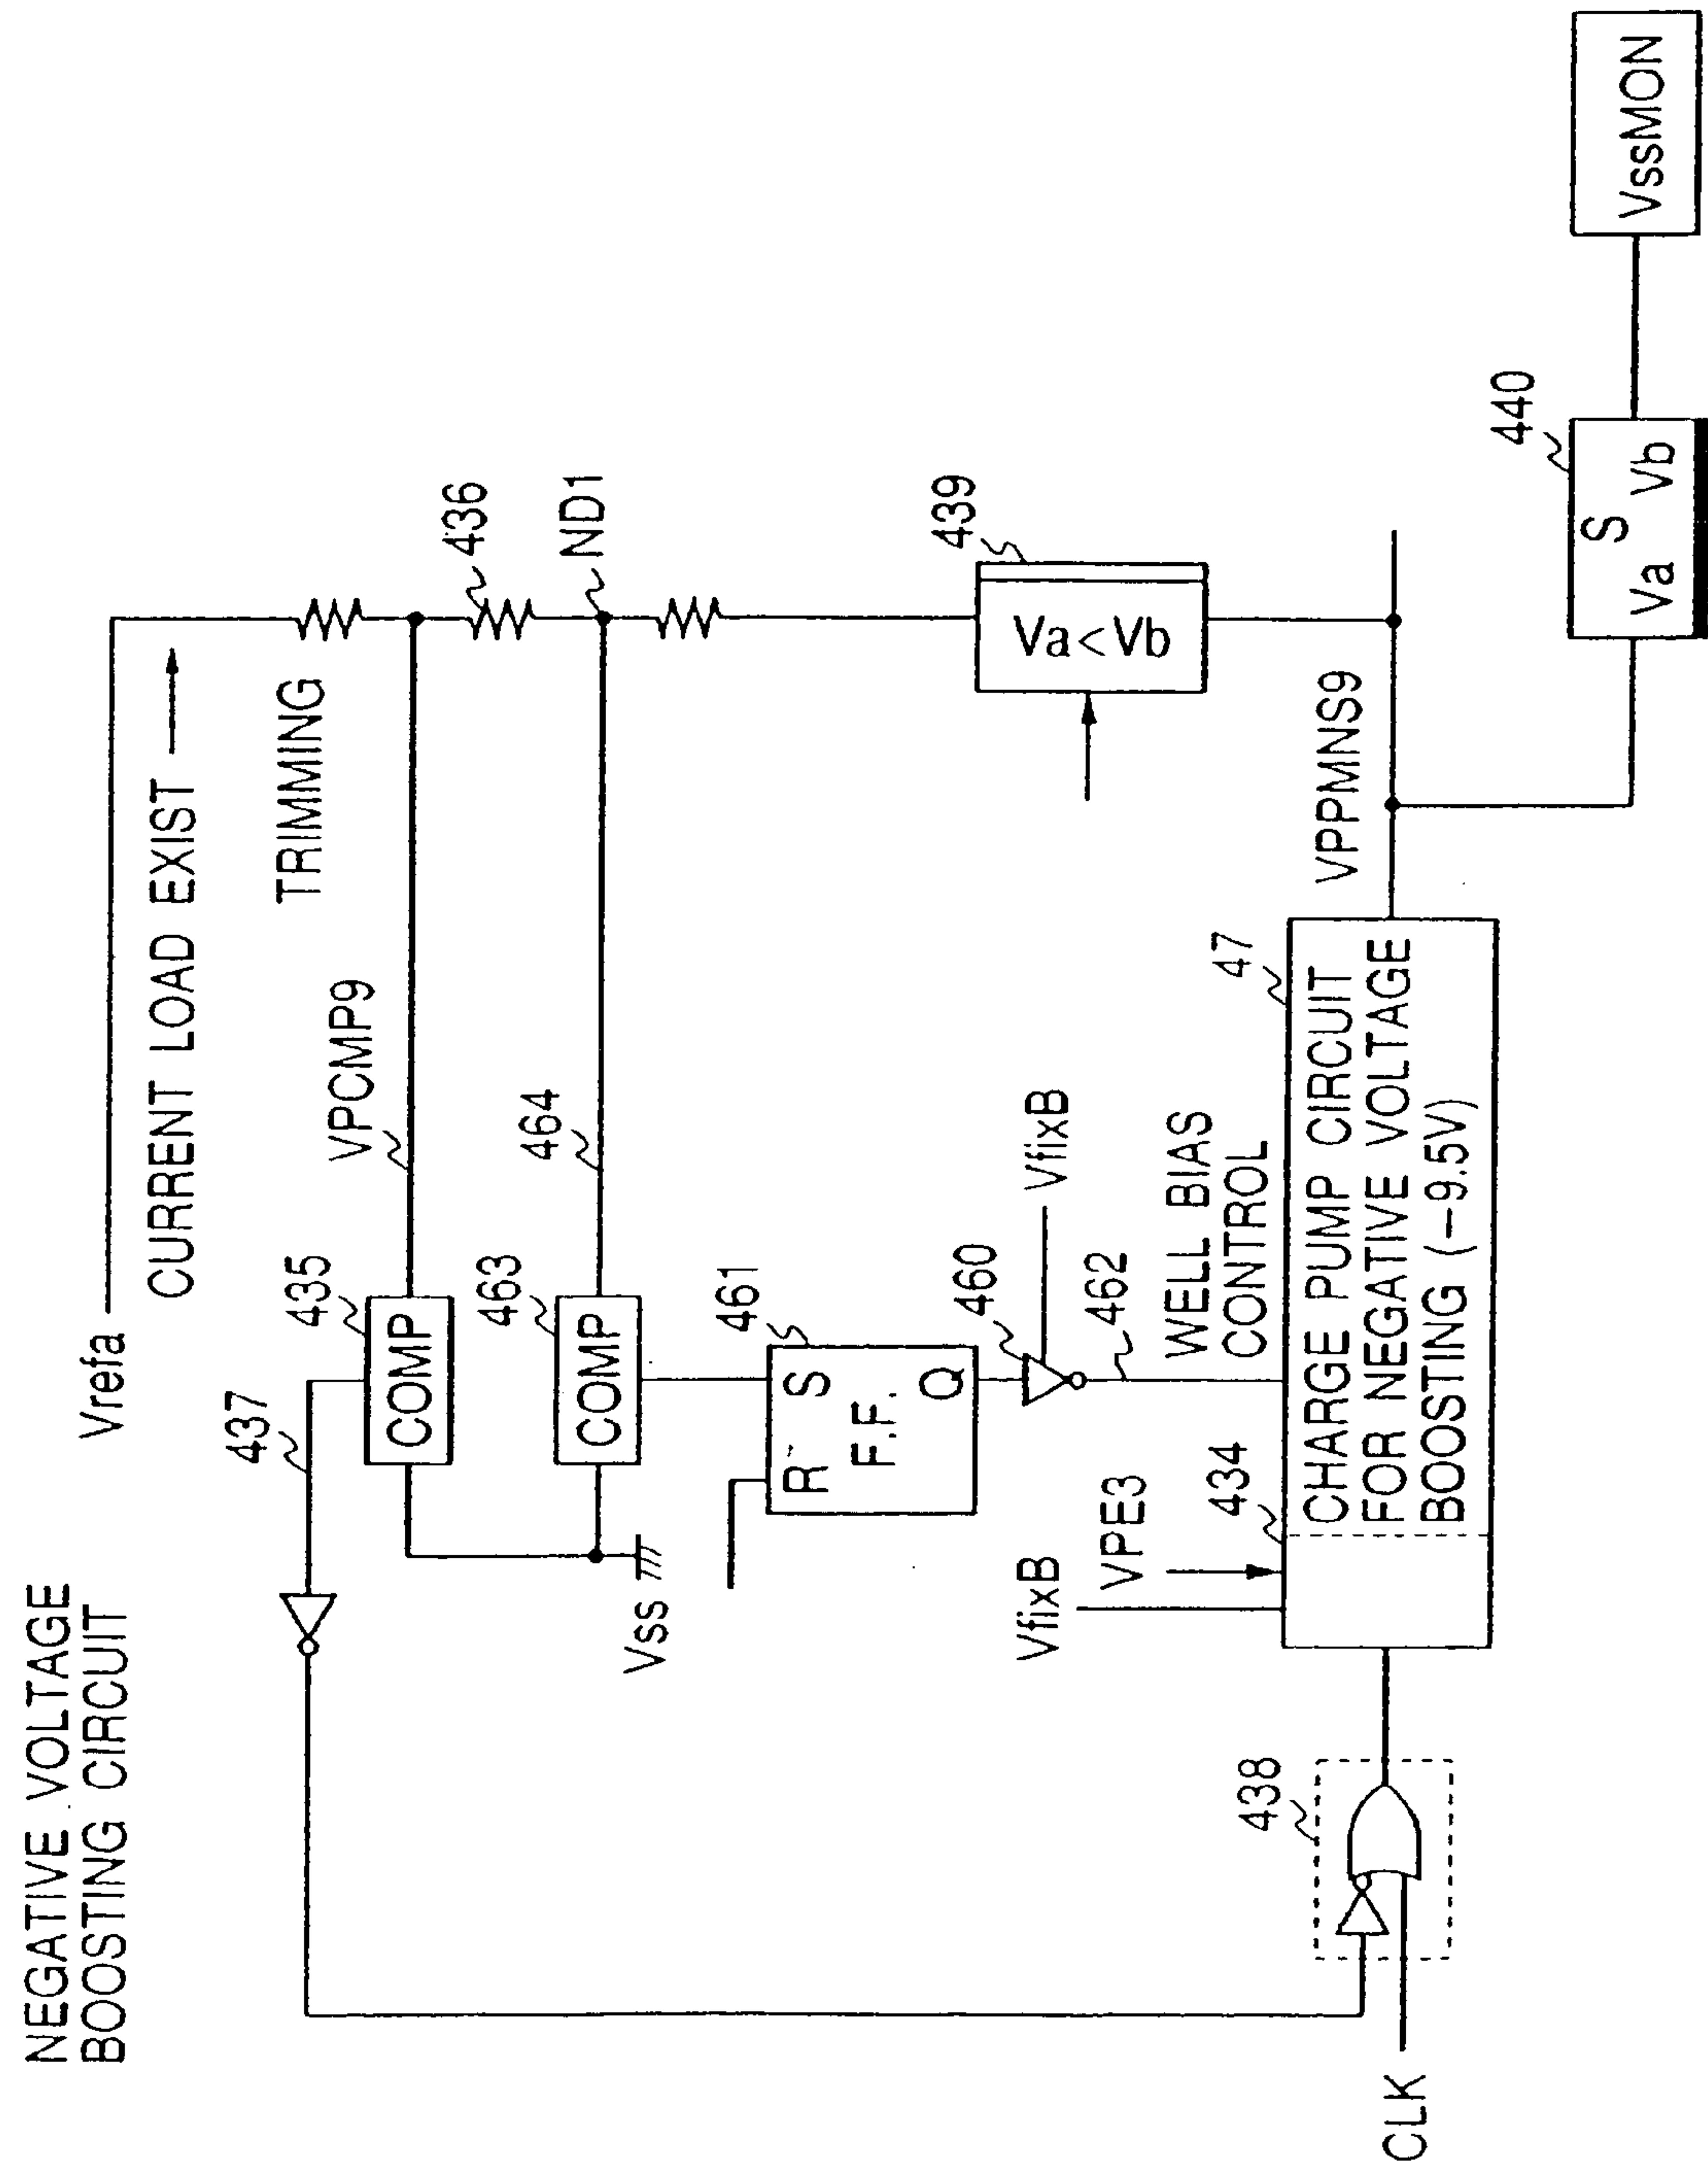 NEGATIVE VOLTAGE
BOOSTING CIRCUIT
Vrefa
CURRENT LOAD EXIST
TRIMMING
437
435
COMP
VPCMP9
436
463
COMP
464
ND1
Vss
461
R S
F.F.
Q
460
VfixB
462
WELL BIAS
CONTROL
439
Va<Vb
VfixB
VPE3
434
47
CHARGE PUMP CIRCUIT
FOR NEGATIVE VOLTAGE
BOOSTING (−9.5V)
VPPMNS9
438
CLK
440
S
Va Vb
VssMON